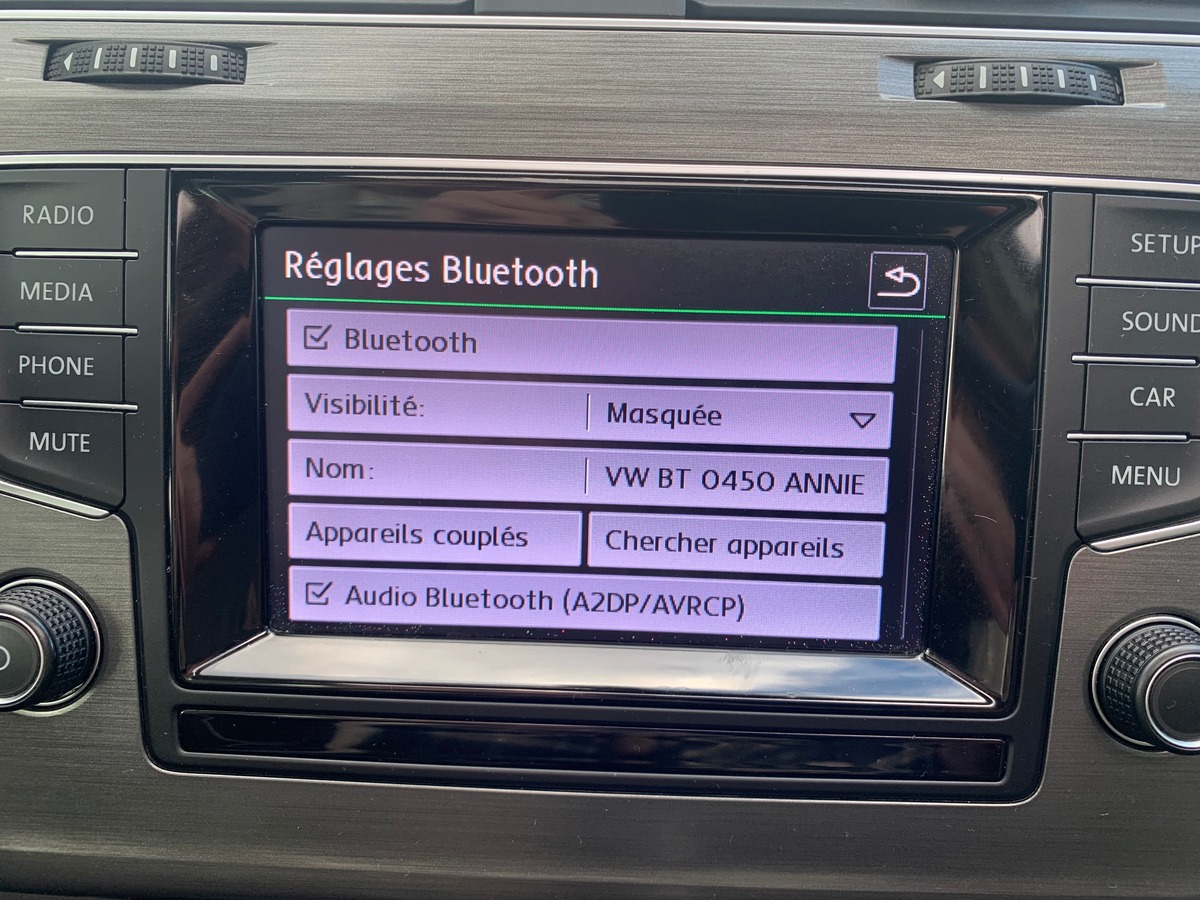 RADIO
MEDIA
PHONE
MUTE
Réglages Bluetooth
Bluetooth
Visibilité: Masquée
Nom: VW BT 0450 ANNIE
Appareils couplés Chercher appareils
Audio Bluetooth (A2DP/AVRCP)
SETUP
SOUND
CAR
MENU